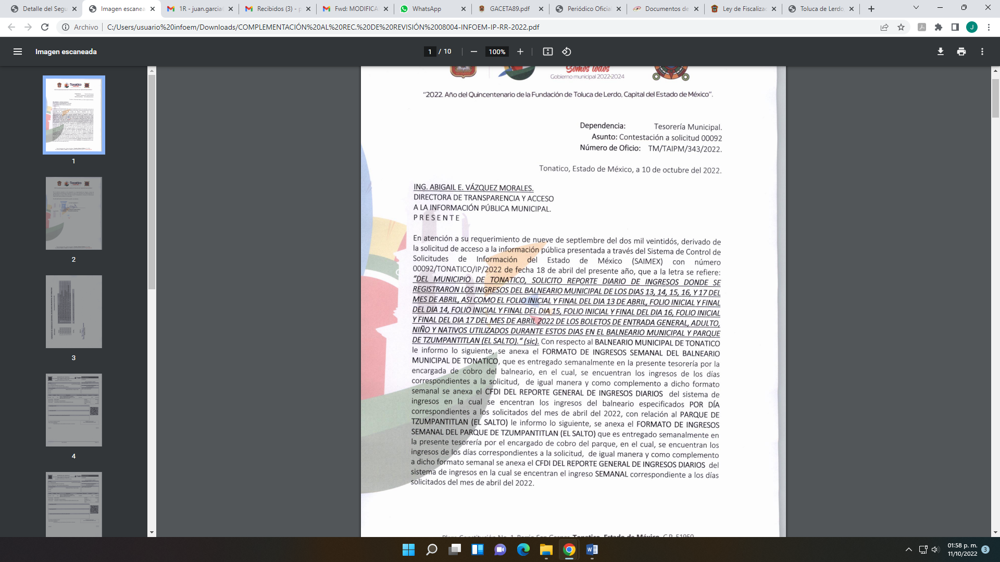 Detalle del Segu
Imagen escanea
1R - juan.garcia
Recibidos (3) - p
Fwd: MODIFICA
WhatsApp
GACETA89.pdf
Periódico Oficia
Documentos de
Ley de Fiscaliza
Toluca de Lerdo
Archivo
C:/Users/usuario%20infoem/Downloads/COMPLEMENTACIÓN%20AL%20REC.%20DE%20REVISIÓN%2008004-INFOEM-IP-RR-2022.pdf
J
Imagen escaneada
1 / 10
100%
1
2
3
4
Somos todos
Gobierno municipal 2022-2024
“2022. Año del Quincentenario de la Fundación de Toluca de Lerdo, Capital del Estado de México”.
Dependencia: Tesorería Municipal.
Asunto: Contestación a solicitud 00092
Número de Oficio: TM/TAIPM/343/2022.
Tonatico, Estado de México, a 10 de octubre del 2022.
ING. ABIGAIL E. VÁZQUEZ MORALES.
DIRECTORA DE TRANSPARENCIA Y ACCESO
A LA INFORMACIÓN PÚBLICA MUNICIPAL.
P R E S E N T E
En atención a su requerimiento de nueve de septiembre del dos mil veintidós, derivado de
la solicitud de acceso a la información pública presentada a través del Sistema de Control de
Solicitudes de Información del Estado de México (SAIMEX) con número
00092/TONATICO/IP/2022 de fecha 18 de abril del presente año, que a la letra se refiere:
“DEL MUNICIPIO DE TONATICO, SOLICITO REPORTE DIARIO DE INGRESOS DONDE SE
REGISTRARON LOS INGRESOS DEL BALNEARIO MUNICIPAL DE LOS DIAS 13, 14, 15, 16, Y 17 DEL
MES DE ABRIL, ASI COMO EL FOLIO INICIAL Y FINAL DEL DIA 13 DE ABRIL, FOLIO INICIAL Y FINAL
DEL DIA 14, FOLIO INICIAL Y FINAL DEL DIA 15, FOLIO INICIAL Y FINAL DEL DIA 16, FOLIO INICIAL
Y FINAL DEL DIA 17 DEL MES DE ABRIL 2022 DE LOS BOLETOS DE ENTRADA GENERAL, ADULTO,
NIÑO Y NATIVOS UTILIZADOS DURANTE ESTOS DIAS EN EL BALNEARIO MUNICIPAL Y PARQUE
DE TZUMPANTITLAN (EL SALTO).“ (sic). Con respecto al BALNEARIO MUNICIPAL DE TONATICO
le informo lo siguiente, se anexa el FORMATO DE INGRESOS SEMANAL DEL BALNEARIO
MUNICIPAL DE TONATICO, que es entregado semanalmente en la presente tesorería por la
encargada de cobro del balneario, en el cual, se encuentran los ingresos de los días
correspondientes a la solicitud, de igual manera y como complemento a dicho formato
semanal se anexa el CFDI DEL REPORTE GENERAL DE INGRESOS DIARIOS del sistema de
ingresos en la cual se encentran los ingresos del balneario especificados POR DÍA
correspondientes a los solicitados del mes de abril del 2022, con relación al PARQUE DE
TZUMPANTITLAN (EL SALTO) le informo lo siguiente, se anexa el FORMATO DE INGRESOS
SEMANAL DEL PARQUE DE TZUMPANTITLAN (EL SALTO) que es entregado semanalmente en
la presente tesorería por el encargado de cobro del parque, en el cual, se encuentran los
ingresos de los días correspondientes a la solicitud, de igual manera y como complemento
a dicho formato semanal se anexa el CFDI DEL REPORTE GENERAL DE INGRESOS DIARIOS del
sistema de ingresos en la cual se encentran el ingreso SEMANAL correspondiente a los días
solicitados del mes de abril del 2022.
Plaza Constitución No. 1, Barrio San Gaspar, Tonatico, Estado de México, C.P. 51950
01:58 p. m.
11/10/2022
3